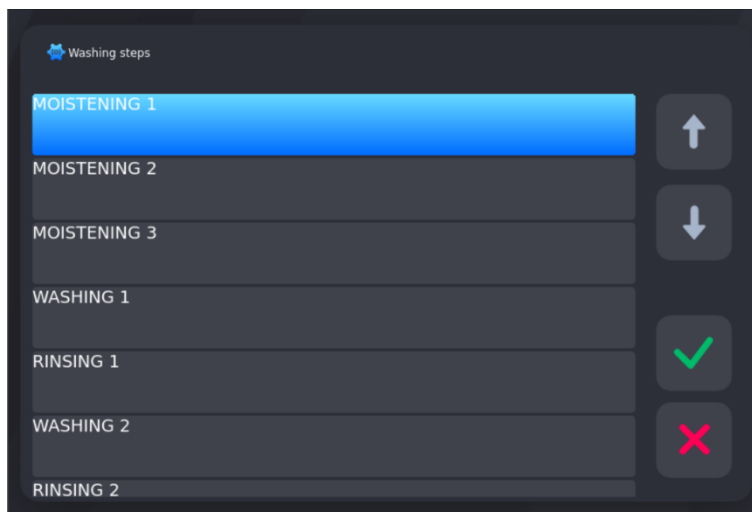 Washing steps
MOISTENING 1
MOISTENING 2
MOISTENING 3
WASHING 1
RINSING 1
WASHING 2
RINSING 2